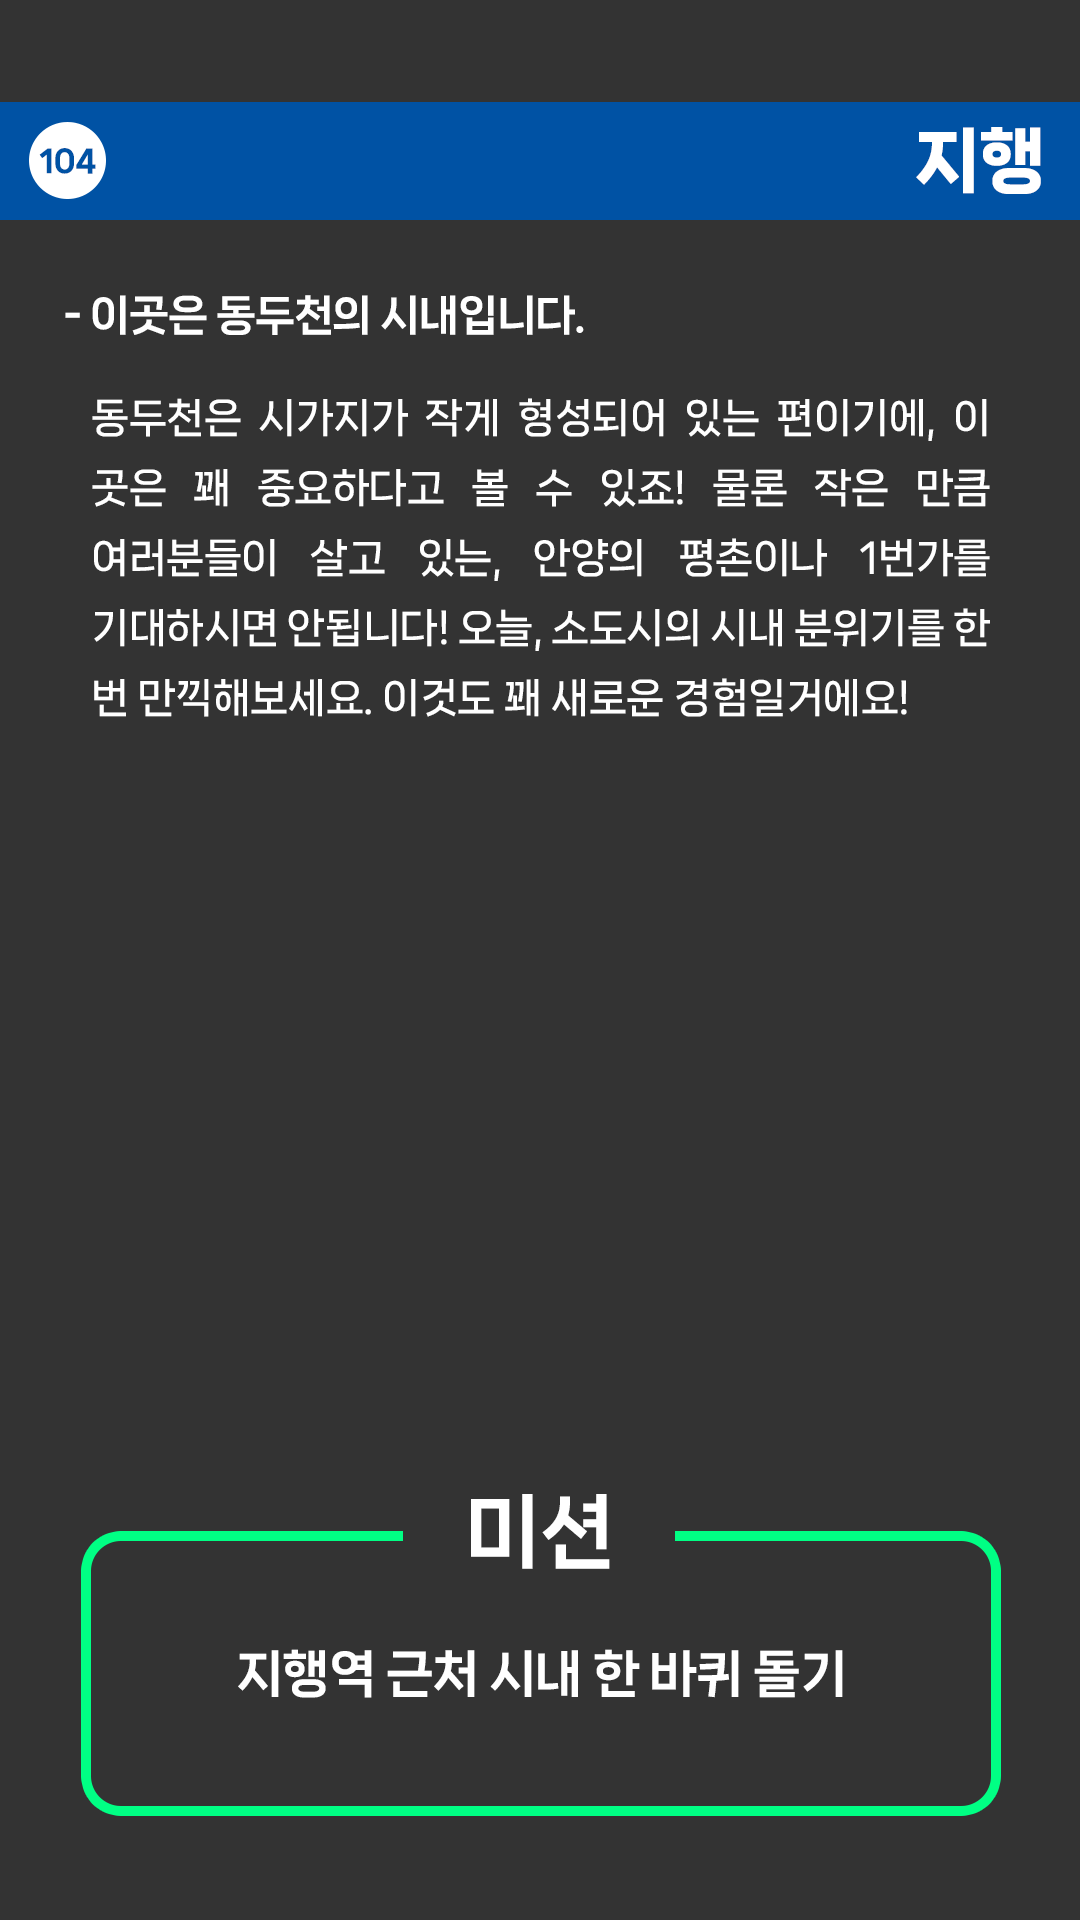 104
지행
- 이곳은 동두천의 시내입니다.
동두천은 시가지가 작게 형성되어 있는 편이기에, 이
곳은 꽤 중요하다고 볼 수 있죠! 물론 작은 만큼
여러분들이 살고 있는, 안양의 평촌이나 1번가를
기대하시면 안됩니다! 오늘, 소도시의 시내 분위기를 한
번 만끽해보세요. 이것도 꽤 새로운 경험일거에요!
미션
지행역 근처 시내 한 바퀴 돌기